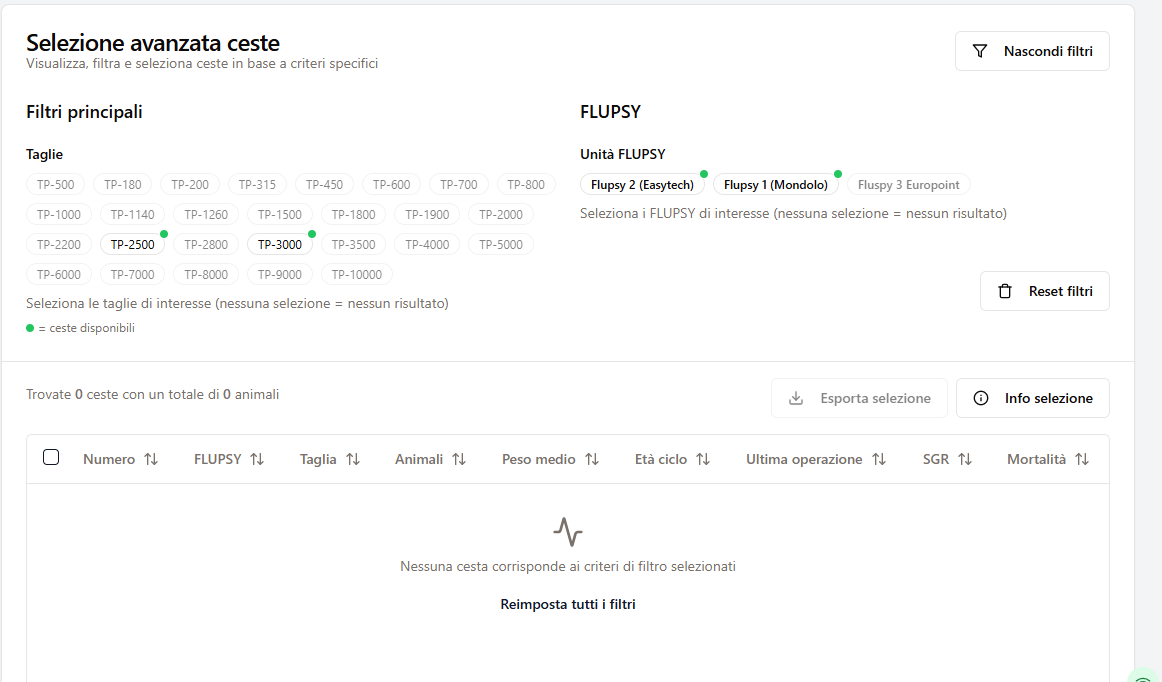 Selezione avanzata ceste
Visualizza, filtra e seleziona ceste in base a criteri specifici
Nascondi filtri
Filtri principali
Taglie
TP-500 TP-180 TP-200 TP-315 TP-450 TP-600 TP-700 TP-800
TP-1000 TP-1140 TP-1260 TP-1500 TP-1800 TP-1900 TP-2000
TP-2200 TP-2500 TP-2800 TP-3000 TP-3500 TP-4000 TP-5000
TP-6000 TP-7000 TP-8000 TP-9000 TP-10000
Seleziona le taglie di interesse (nessuna selezione = nessun risultato)
= ceste disponibili
FLUPSY
Unità FLUPSY
Flupsy 2 (Easytech) Flupsy 1 (Mondolo) Fluspy 3 Europoint
Seleziona i FLUPSY di interesse (nessuna selezione = nessun risultato)
Reset filtri
Trovate 0 ceste con un totale di 0 animali
Esporta selezione
Info selezione
Numero FLUPSY Taglia Animali Peso medio Età ciclo Ultima operazione SGR Mortalità
Nessuna cesta corrisponde ai criteri di filtro selezionati
Reimposta tutti i filtri